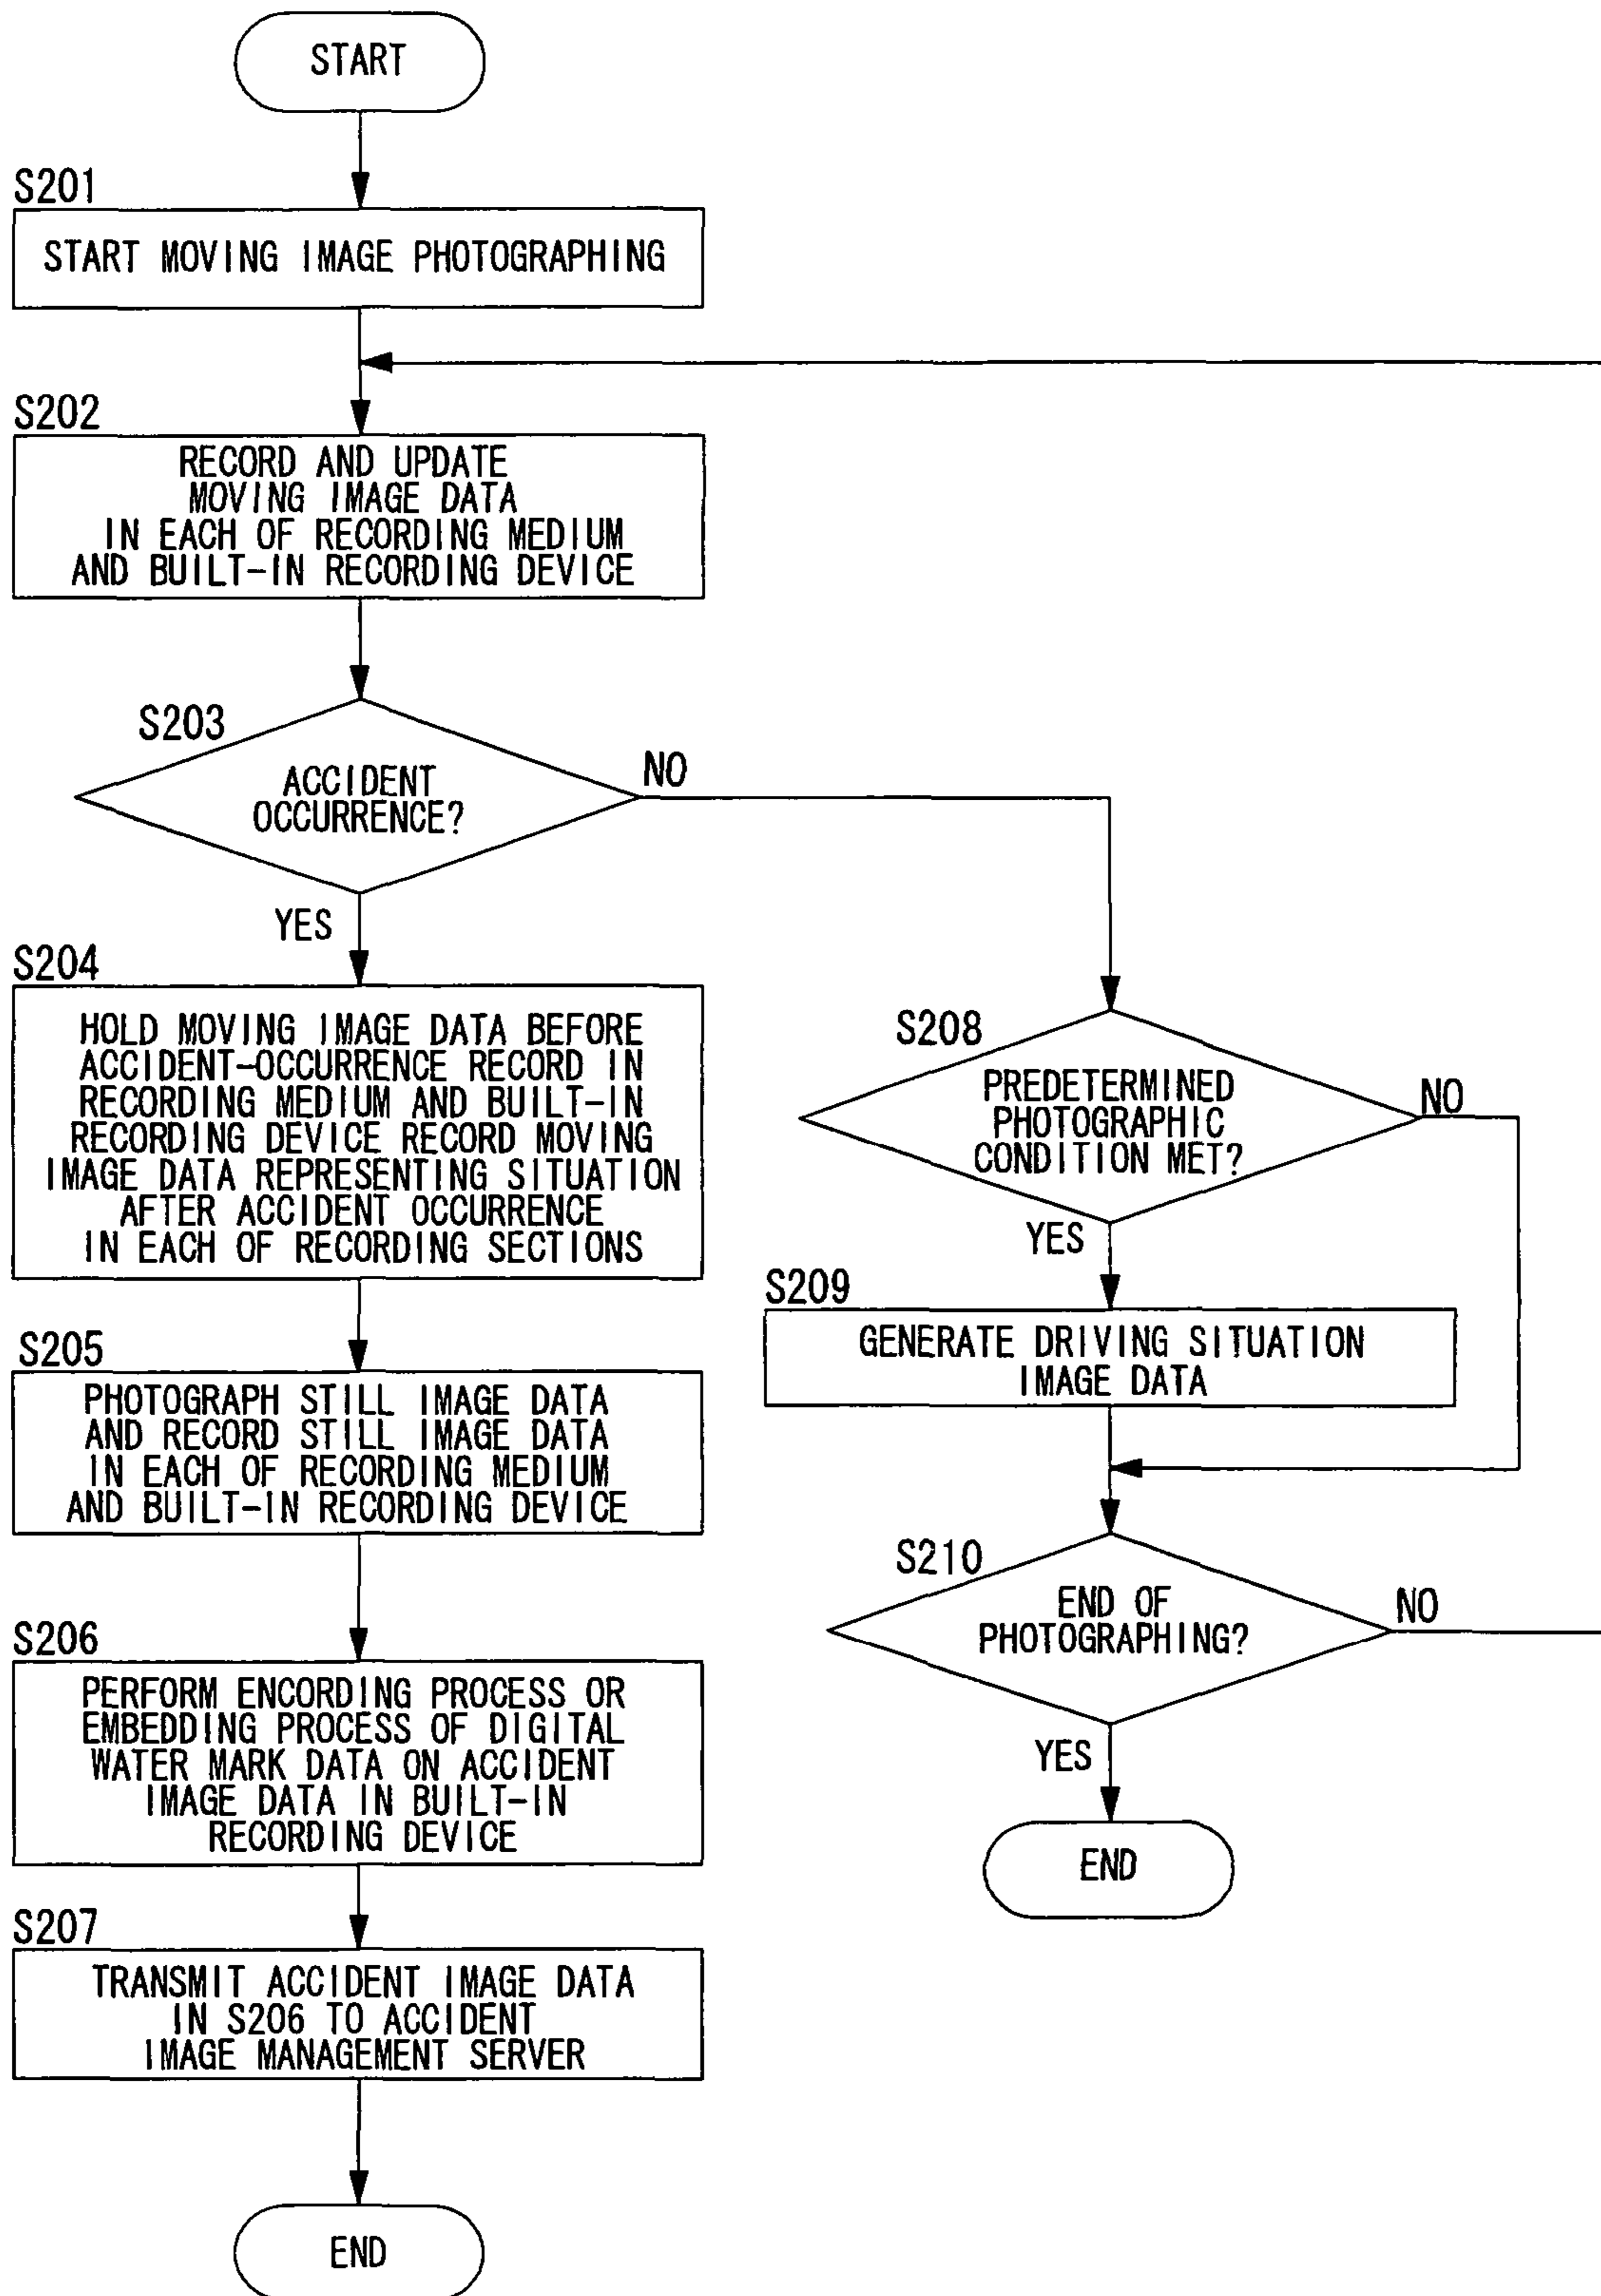 START
S201
START MOVING IMAGE PHOTOGRAPHING
S202
RECORD AND UPDATE
MOVING IMAGE DATA
IN EACH OF RECORDING MEDIUM
AND BUILT-IN RECORDING DEVICE
S203
ACCIDENT
OCCURRENCE?
NO
YES
S204
HOLD MOVING IMAGE DATA BEFORE
ACCIDENT-OCCURRENCE RECORD IN
RECORDING MEDIUM AND BUILT-IN
RECORDING DEVICE RECORD MOVING
IMAGE DATA REPRESENTING SITUATION
AFTER ACCIDENT OCCURRENCE
IN EACH OF RECORDING SECTIONS
S205
PHOTOGRAPH STILL IMAGE DATA
AND RECORD STILL IMAGE DATA
IN EACH OF RECORDING MEDIUM
AND BUILT-IN RECORDING DEVICE
S206
PERFORM ENCORDING PROCESS OR
EMBEDDING PROCESS OF DIGITAL
WATER MARK DATA ON ACCIDENT
IMAGE DATA IN BUILT-IN
RECORDING DEVICE
S207
TRANSMIT ACCIDENT IMAGE DATA
IN S206 TO ACCIDENT
IMAGE MANAGEMENT SERVER
END
S208
PREDETERMINED
PHOTOGRAPHIC
CONDITION MET?
NO
YES
S209
GENERATE DRIVING SITUATION
IMAGE DATA
S210
END OF
PHOTOGRAPHING?
NO
YES
END